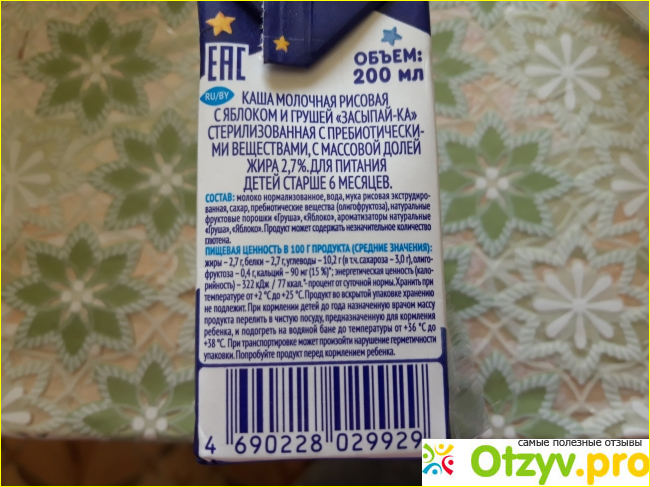 EAC
ОБЪЕМ:
200 МЛ
RU/BY
КАША МОЛОЧНАЯ РИСОВАЯ
С ЯБЛОКОМ И ГРУШЕЙ «ЗАСЫПАЙ-КА»
СТЕРИЛИЗОВАННАЯ С ПРЕБИОТИЧЕСКИ-
МИ ВЕЩЕСТВАМИ, С МАССОВОЙ ДОЛЕЙ
ЖИРА 2,7%. ДЛЯ ПИТАНИЯ
ДЕТЕЙ СТАРШЕ 6 МЕСЯЦЕВ.
СОСТАВ: молоко нормализованное, вода, мука рисовая экструдиро-
ванная, сахар, пребиотические вещества (олигофруктоза), натуральные
фруктовые порошки «Груша», «Яблоко», ароматизаторы натуральные
«Груша», «Яблоко». Продукт может содержать незначительное количество
глютена.
ПИЩЕВАЯ ЦЕННОСТЬ В 100 Г ПРОДУКТА (СРЕДНИЕ ЗНАЧЕНИЯ):
жиры – 2,7 г, белки – 2,7 г, углеводы – 10,2 г (в т.ч. сахароза – 3,0 г), олиго-
фруктоза – 0,4 г, кальций – 90 мг (15 %)*; энергетическая ценность (кало-
рийность) – 322 кДж / 77 ккал. *-процент от суточной нормы. Хранить при
температуре от +2 °С до +25 °С. Продукт во вскрытой упаковке хранению
не подлежит. При кормлении детей до года назначенную врачом массу
продукта перелить в чистую посуду, предназначенную для кормления
ребенка, и подогреть на водяной бане до температуры от +36 °С до
+38 °С. При транспортировке может произойти нарушение герметичности
упаковки. Попробуйте продукт перед кормлением ребенка.
4 690228 029929
самые полезные отзывы
Otzyv.pro